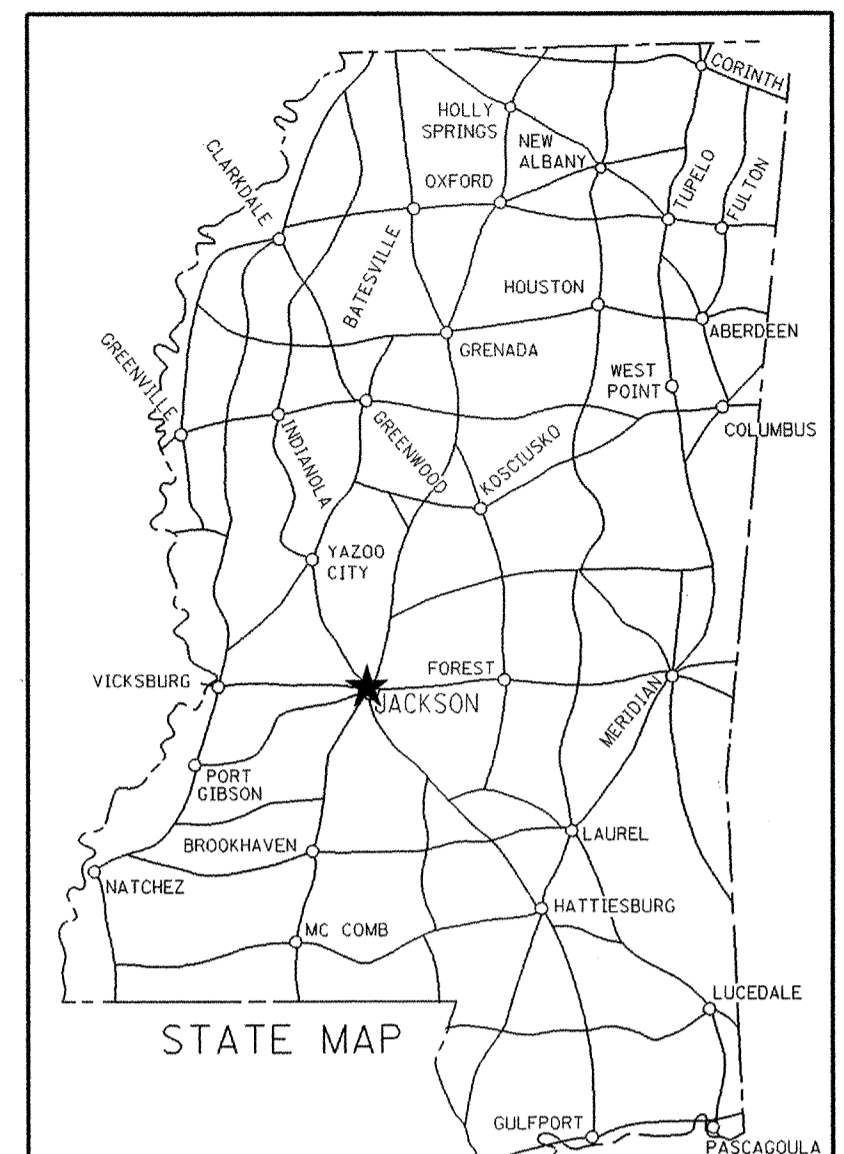 CORINTH
HOLLY
SPRINGS
NEW
ALBANY
CLARKDALE
OXFORD
TUPELO
FULTON
BATESVILLE
HOUSTON
ABERDEEN
GREENVILLE
GRENADA
WEST
POINT
COLUMBUS
INDIANOLA
GREENWOOD
KOSCIUSKO
YAZOO
CITY
VICKSBURG
FOREST
JACKSON
MERIDIAN
PORT
GIBSON
BROOKHAVEN
LAUREL
NATCHEZ
HATTIESBURG
MC COMB
LUCEDALE
STATE MAP
GULFPORT
PASCAGOULA